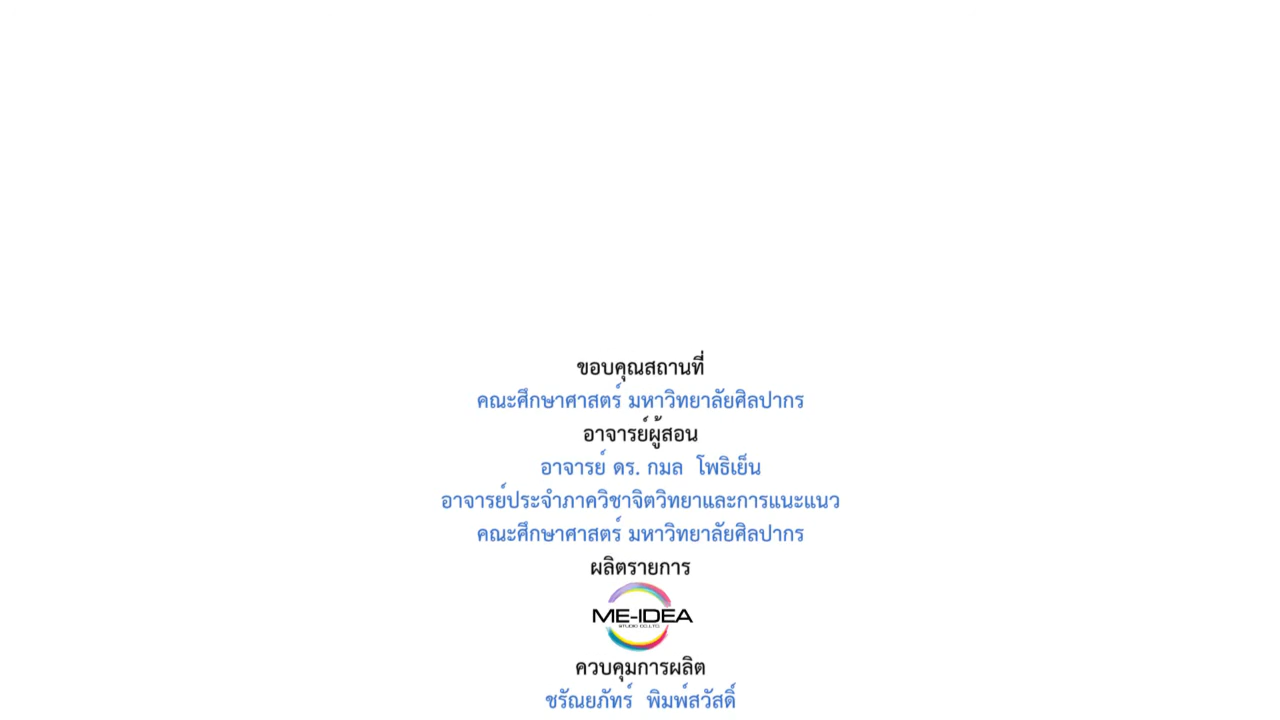 ขอบคุณสถานที่
คณะศึกษาศาสตร์ มหาวิทยาลัยศิลปากร
อาจารย์ผู้สอน
อาจารย์ ดร. กมล โพธิเย็น
อาจารย์ประจำภาควิชาจิตวิทยาและการแนะแนว
คณะศึกษาศาสตร์ มหาวิทยาลัยศิลปากร
ผลิตรายการ
ME-IDEA
STUDIO CO.,LTD.
ควบคุมการผลิต
ชรัณยภัทร์ พิมพ์สวัสดิ์